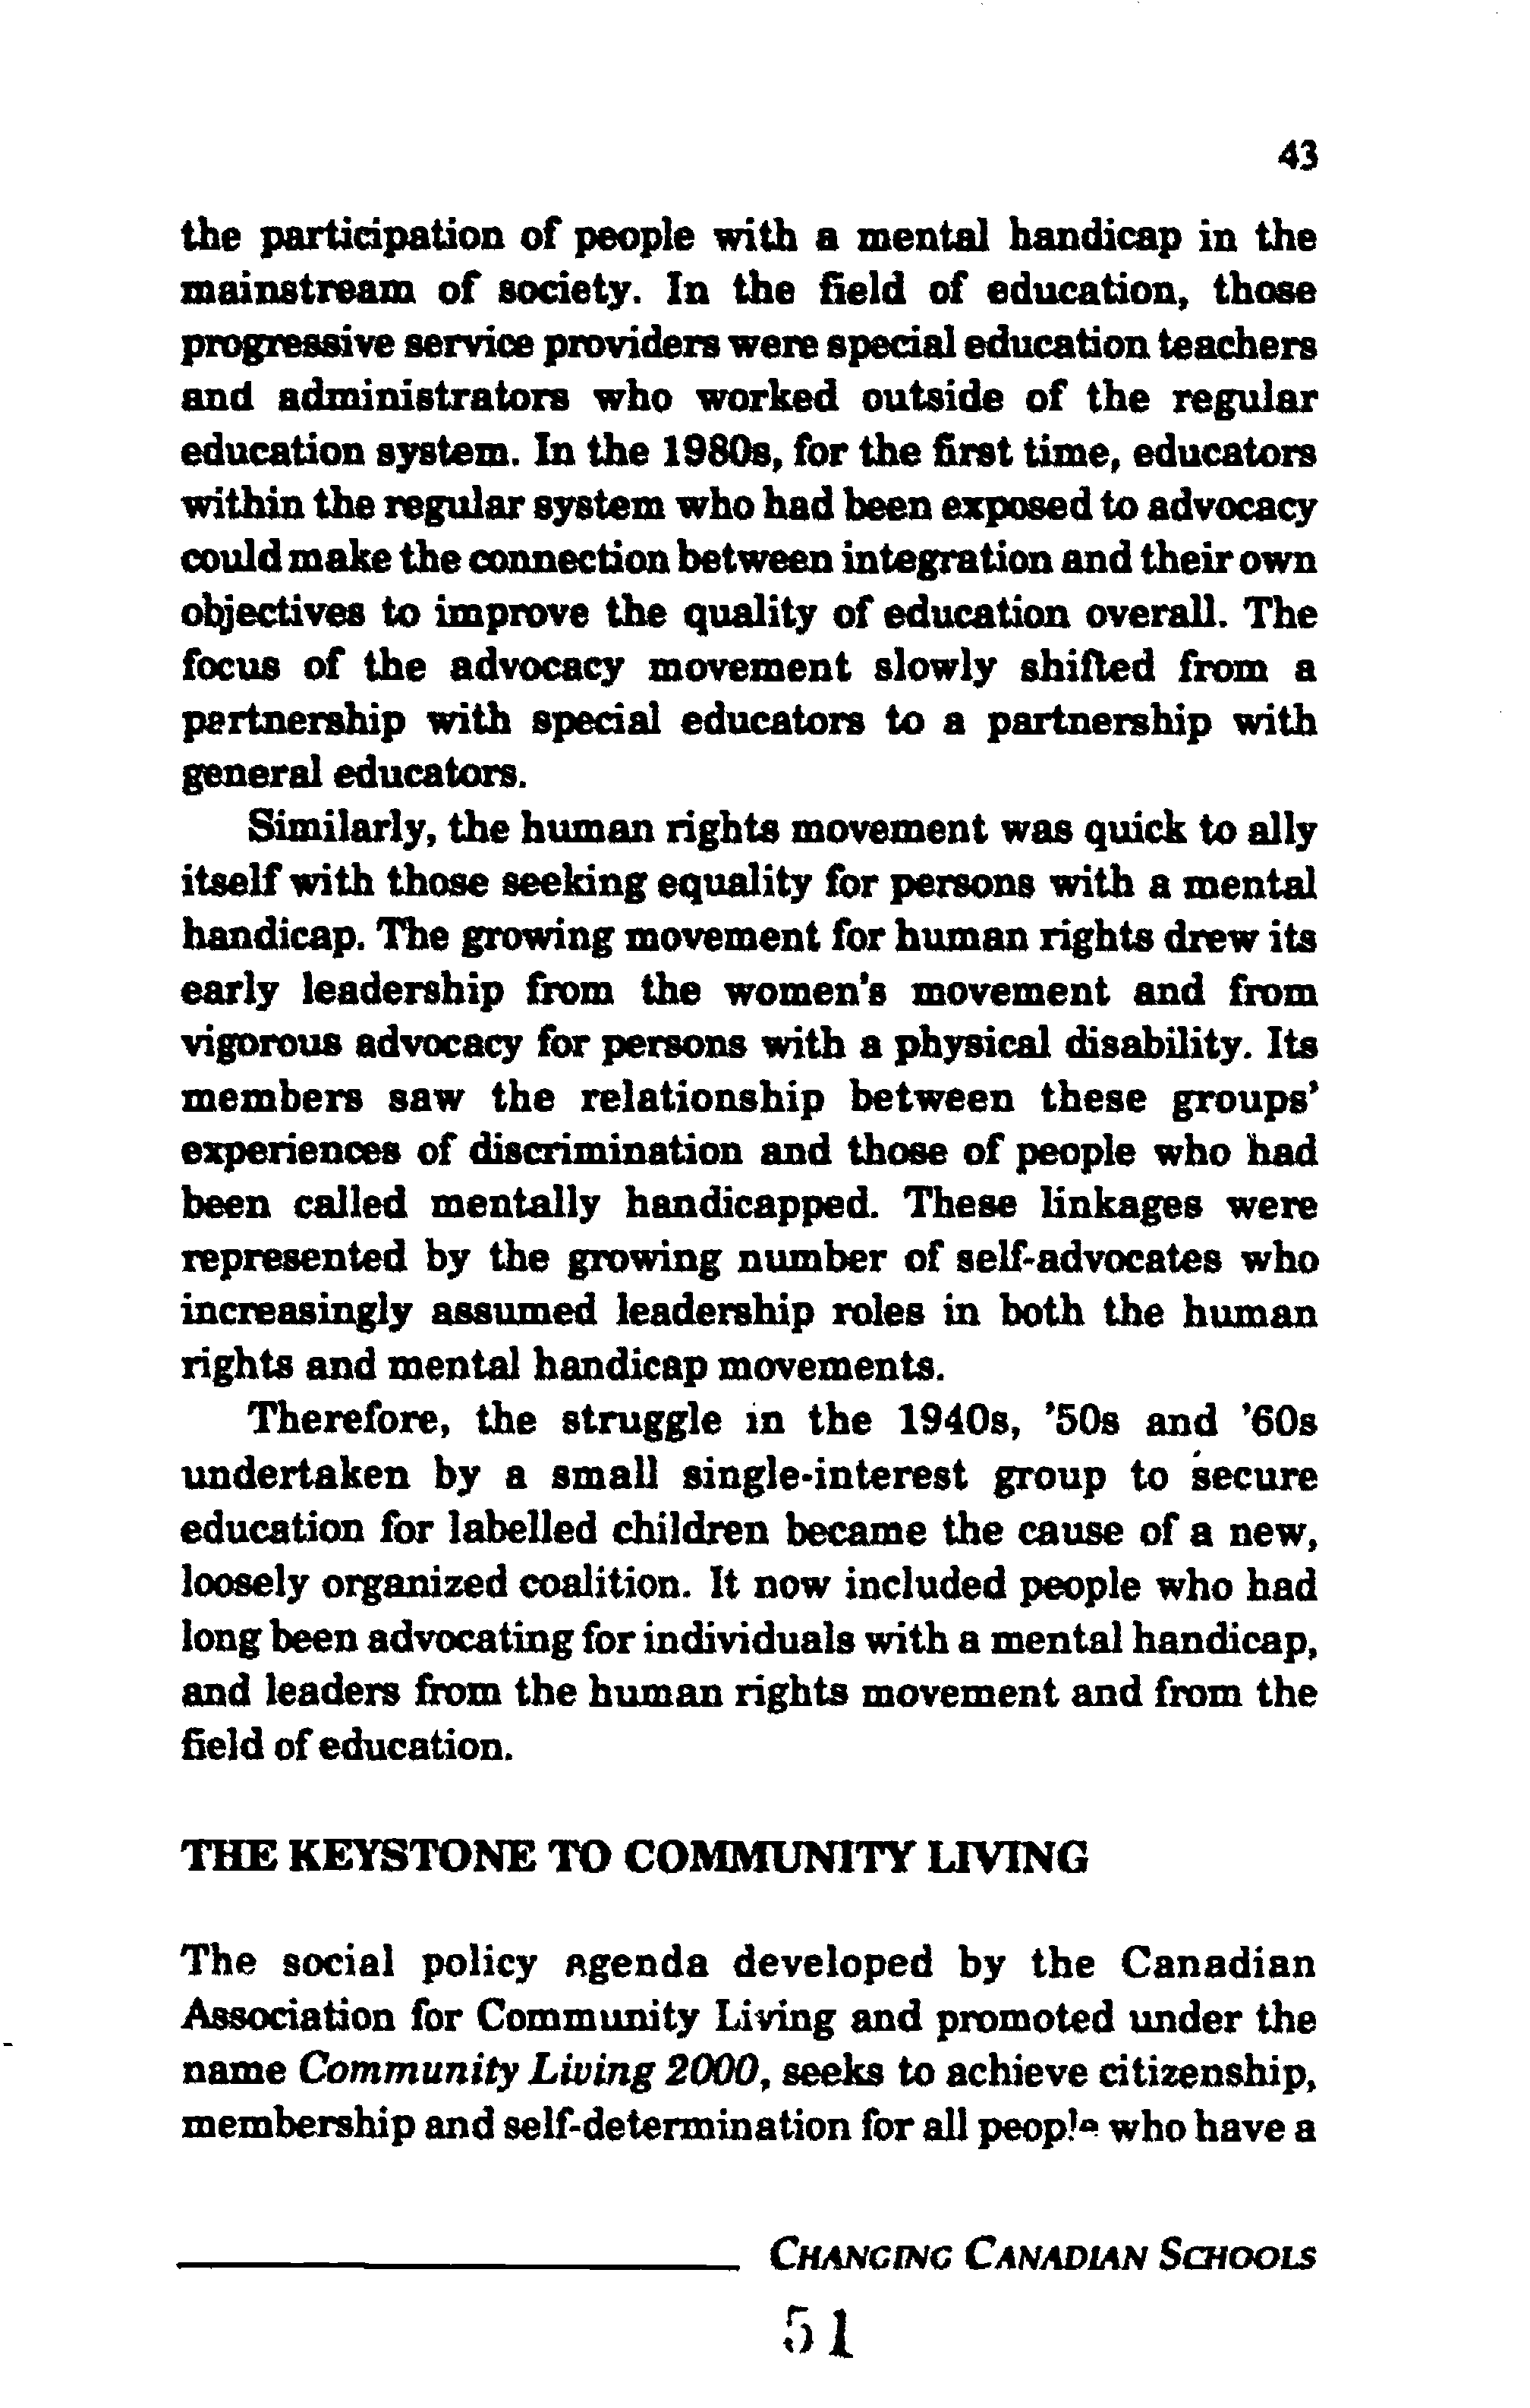 43
the participation of people with a mental handicap in the
mainstream of society. In the field of education, those
progressive service providers were special education teachers
and administrators who worked outside of the regular
education system. In the 1980s, for the first time, educators
within the regular system who had been exposed to advocacy
could make the connection between integration and their own
objectives to improve the quality of education overall. The
focus of the advocacy movement slowly shifted from a
partnership with special educators to a partnership with
general educators.
Similarly, the human rights movement was quick to ally
itself with those seeking equality for persons with a mental
handicap. The growing movement for human rights drew its
early leadership from the women's movement and from
vigorous advocacy for persons with a physical disability. Its
members saw the relationship between these groups'
experiences of discrimination and those of people who had
been called mentally handicapped. These linkages were
represented by the growing number of self-advocates who
increasingly assumed leadership roles in both the human
rights and mental handicap movements.
Therefore, the struggle in the 1940s, '50s and '60s
undertaken by a small single-interest group to secure
education for labelled children became the cause of a new,
loosely organized coalition. It now included people who had
long been advocating for individuals with a mental handicap,
and leaders from the human rights movement and from the
field of education.
THE KEYSTONE TO COMMUNITY LIVING
The social policy agenda developed by the Canadian
Association for Community Living and promoted under the
name Community Living 2000, seeks to achieve citizenship,
membership and self-determination for all people who have a
CHANGING CANADIAN SCHOOLS
51